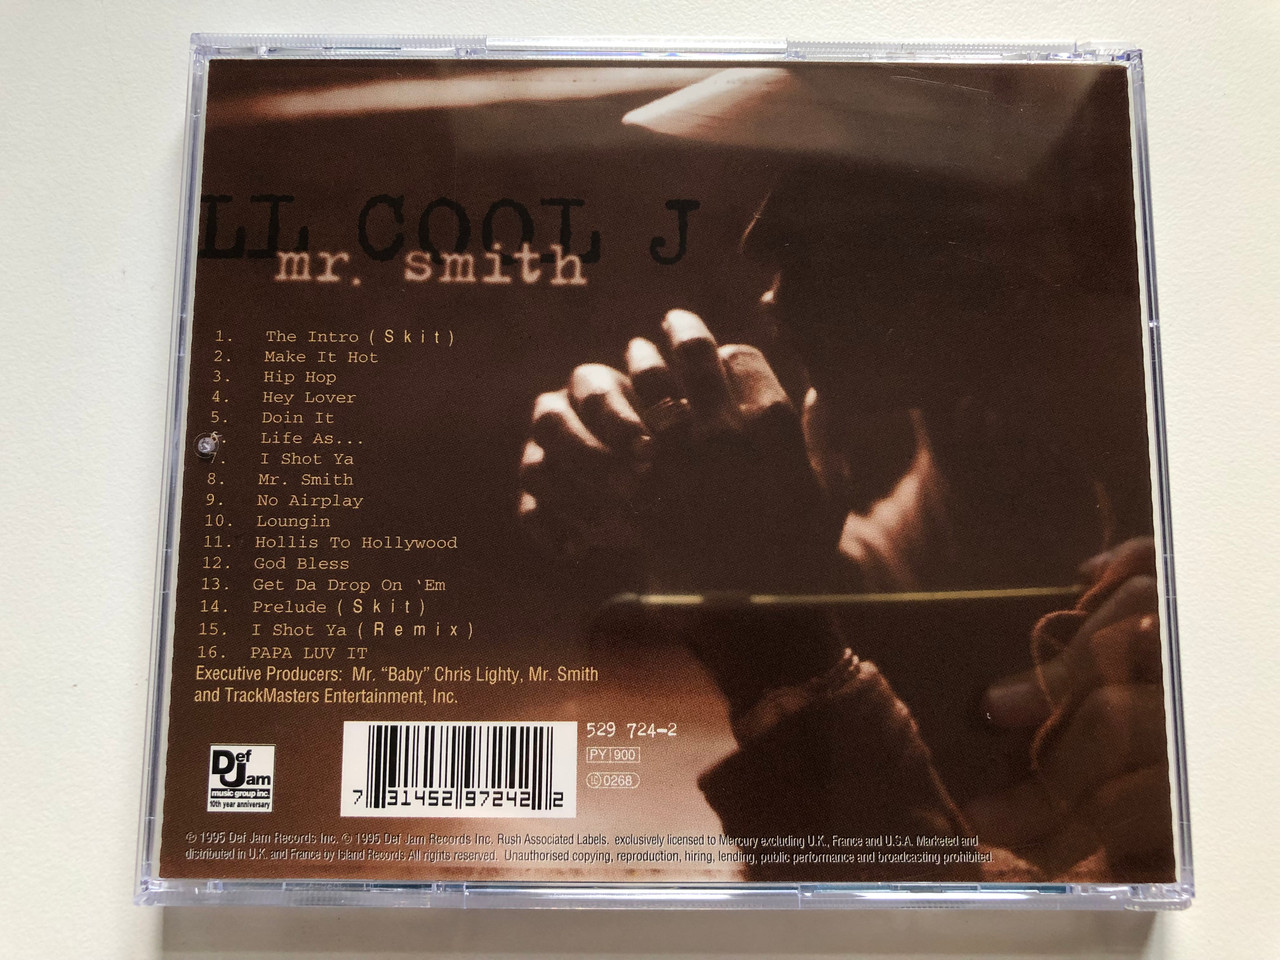 LL COOL J
mr. smith
1. The Intro (Skit)
2. Make It Hot
3. Hip Hop
4. Hey Lover
5. Doin It
6. Life As...
7. I Shot Ya
8. Mr. Smith
9. No Airplay
10. Loungin
11. Hollis To Hollywood
12. God Bless
13. Get Da Drop On ‘Em
14. Prelude (Skit)
15. I Shot Ya (Remix)
16. PAPA LUV IT
Executive Producers: Mr. “Baby” Chris Lighty, Mr. Smith
and TrackMasters Entertainment, Inc.
529 724-2
PY 900
LC 0268
7 31452 97242 2
Def Jam
music group inc.
10th year anniversary
℗ 1995 Def Jam Records Inc. © 1995 Def Jam Records Inc. Rush Associated Labels. exclusively licensed to Mercury excluding U.K., France and U.S.A. Marketed and
distributed in U.K. and France by Island Records All rights reserved. Unauthorised copying, reproduction, hiring, lending, public performance and broadcasting prohibited.